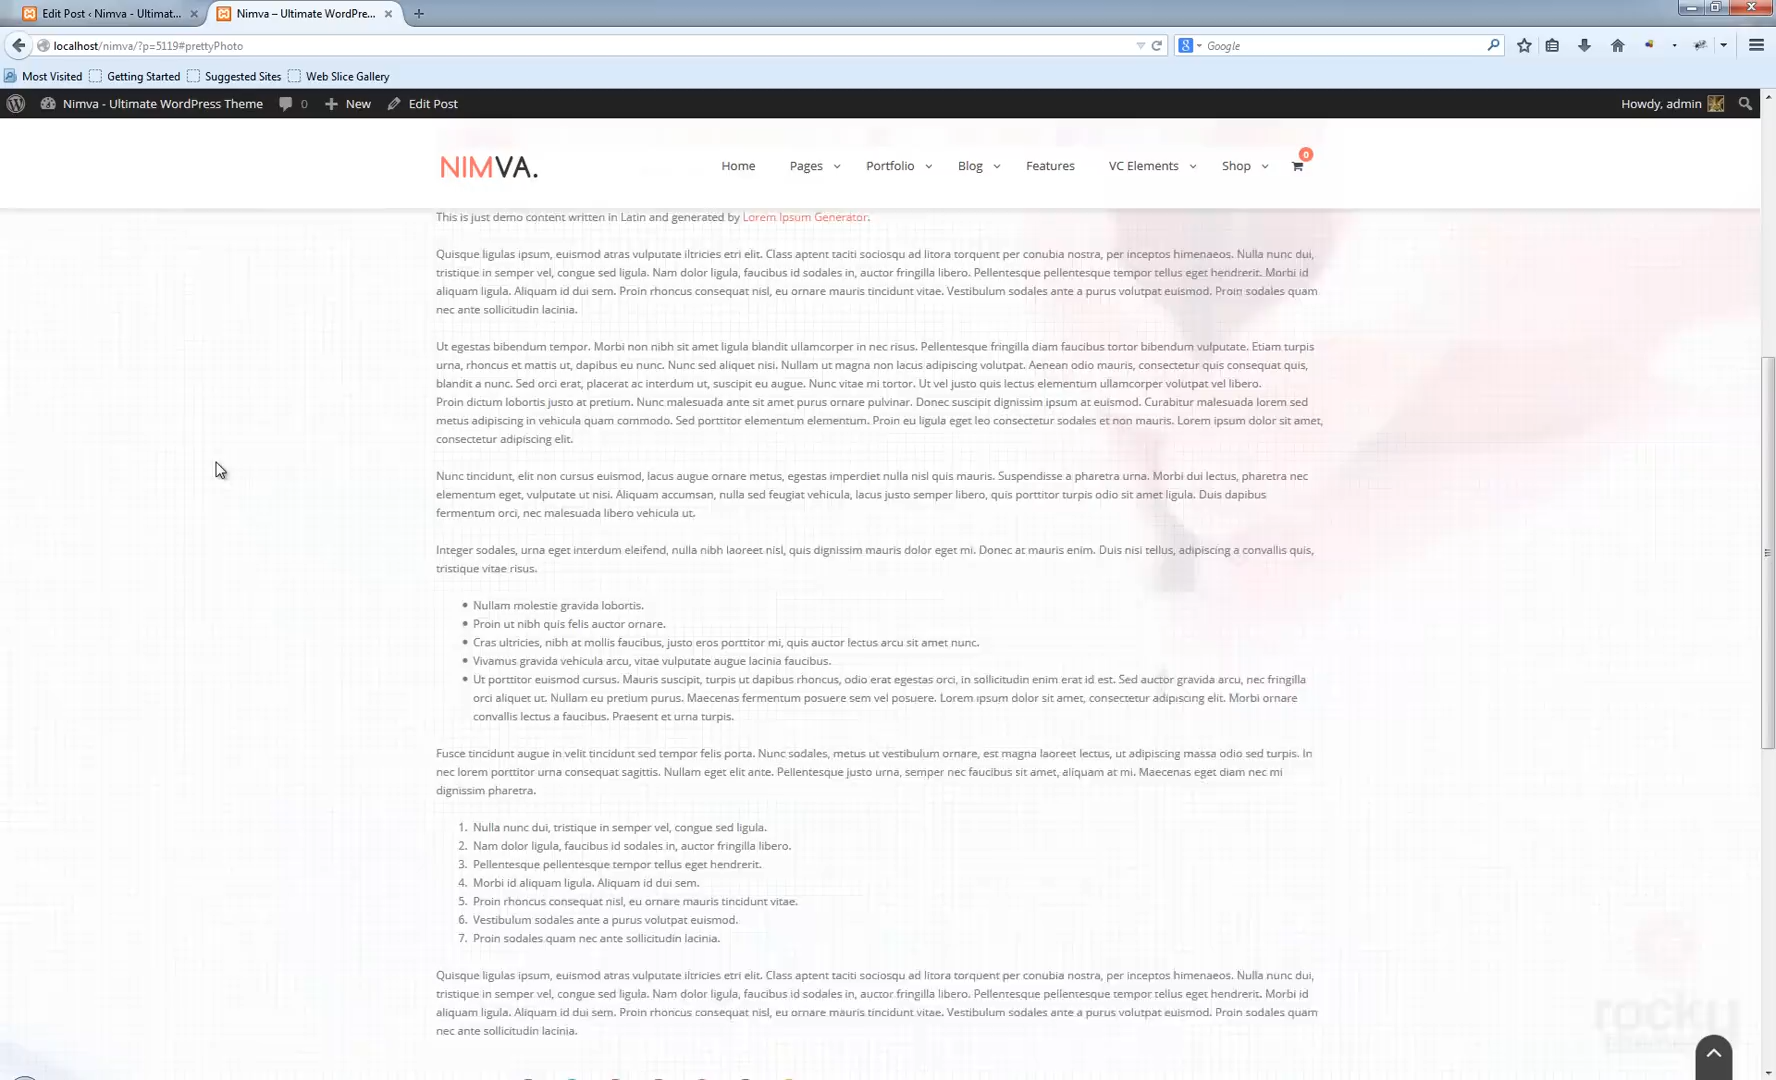 Edit Post ‹ Nimva - Ultimat...
Nimva – Ultimate WordPre...
localhost/nimva/?p=5119#prettyPhoto
Google
Most Visited
Getting Started
Suggested Sites
Web Slice Gallery
Nimva - Ultimate WordPress Theme
0
New
Edit Post
Howdy, admin
NIMVA.
Home
Pages
Portfolio
Blog
Features
VC Elements
Shop
0
This is just demo content written in Latin and generated by Lorem Ipsum Generator.
Quisque ligulas ipsum, euismod atras vulputate iltricies etri elit. Class aptent taciti sociosqu ad litora torquent per conubia nostra, per inceptos himenaeos. Nulla nunc dui,
tristique in semper vel, congue sed ligula. Nam dolor ligula, faucibus id sodales in, auctor fringilla libero. Pellentesque pellentesque tempor tellus eget hendrerit. Morbi id
aliquam ligula. Aliquam id dui sem. Proin rhoncus consequat nisl, eu ornare mauris tincidunt vitae. Vestibulum sodales ante a purus volutpat euismod. Proin sodales quam
nec ante sollicitudin lacinia.
Ut egestas bibendum tempor. Morbi non nibh sit amet ligula blandit ullamcorper in nec risus. Pellentesque fringilla diam faucibus tortor bibendum vulputate. Etiam turpis
urna, rhoncus et mattis ut, dapibus eu nunc. Nunc sed aliquet nisi. Nullam ut magna non lacus adipiscing volutpat. Aenean odio mauris, consectetur quis consequat quis,
blandit a nunc. Sed orci erat, placerat ac interdum ut, suscipit eu augue. Nunc vitae mi tortor. Ut vel justo quis lectus elementum ullamcorper volutpat vel libero.
Proin dictum lobortis justo at pretium. Nunc malesuada ante sit amet purus ornare pulvinar. Donec suscipit dignissim ipsum at euismod. Curabitur malesuada lorem sed
metus adipiscing in vehicula quam commodo. Sed porttitor elementum elementum. Proin eu ligula eget leo consectetur sodales et non mauris. Lorem ipsum dolor sit amet,
consectetur adipiscing elit.
Nunc tincidunt, elit non cursus euismod, lacus augue ornare metus, egestas imperdiet nulla nisl quis mauris. Suspendisse a pharetra urna. Morbi dui lectus, pharetra nec
elementum eget, vulputate ut nisi. Aliquam accumsan, nulla sed feugiat vehicula, lacus justo semper libero, quis porttitor turpis odio sit amet ligula. Duis dapibus
fermentum orci, nec malesuada libero vehicula ut.
Integer sodales, urna eget interdum eleifend, nulla nibh laoreet nisl, quis dignissim mauris dolor eget mi. Donec at mauris enim. Duis nisi tellus, adipiscing a convallis quis,
tristique vitae risus.
Nullam molestie gravida lobortis.
Proin ut nibh quis felis auctor ornare.
Cras ultricies, nibh at mollis faucibus, justo eros porttitor mi, quis auctor lectus arcu sit amet nunc.
Vivamus gravida vehicula arcu, vitae vulputate augue lacinia faucibus.
Ut porttitor euismod cursus. Mauris suscipit, turpis ut dapibus rhoncus, odio erat egestas orci, in sollicitudin enim erat id est. Sed auctor gravida arcu, nec fringilla
orci aliquet ut. Nullam eu pretium purus. Maecenas fermentum posuere sem vel posuere. Lorem ipsum dolor sit amet, consectetur adipiscing elit. Morbi ornare
convallis lectus a faucibus. Praesent et urna turpis.
Fusce tincidunt augue in velit tincidunt sed tempor felis porta. Nunc sodales, metus ut vestibulum ornare, est magna laoreet lectus, ut adipiscing massa odio sed turpis. In
nec lorem porttitor urna consequat sagittis. Nullam eget elit ante. Pellentesque justo urna, semper nec faucibus sit amet, aliquam at mi. Maecenas eget diam nec mi
dignissim pharetra.
1. Nulla nunc dui, tristique in semper vel, congue sed ligula.
2. Nam dolor ligula, faucibus id sodales in, auctor fringilla libero.
3. Pellentesque pellentesque tempor tellus eget hendrerit.
4. Morbi id aliquam ligula. Aliquam id dui sem.
5. Proin rhoncus consequat nisl, eu ornare mauris tincidunt vitae.
6. Vestibulum sodales ante a purus volutpat euismod.
7. Proin sodales quam nec ante sollicitudin lacinia.
Quisque ligulas ipsum, euismod atras vulputate iltricies etri elit. Class aptent taciti sociosqu ad litora torquent per conubia nostra, per inceptos himenaeos. Nulla nunc dui,
tristique in semper vel, congue sed ligula. Nam dolor ligula, faucibus id sodales in, auctor fringilla libero. Pellentesque pellentesque tempor tellus eget hendrerit. Morbi id
aliquam ligula. Aliquam id dui sem. Proin rhoncus consequat nisl, eu ornare mauris tincidunt vitae. Vestibulum sodales ante a purus volutpat euismod. Proin sodales quam
nec ante sollicitudin lacinia.
rocky